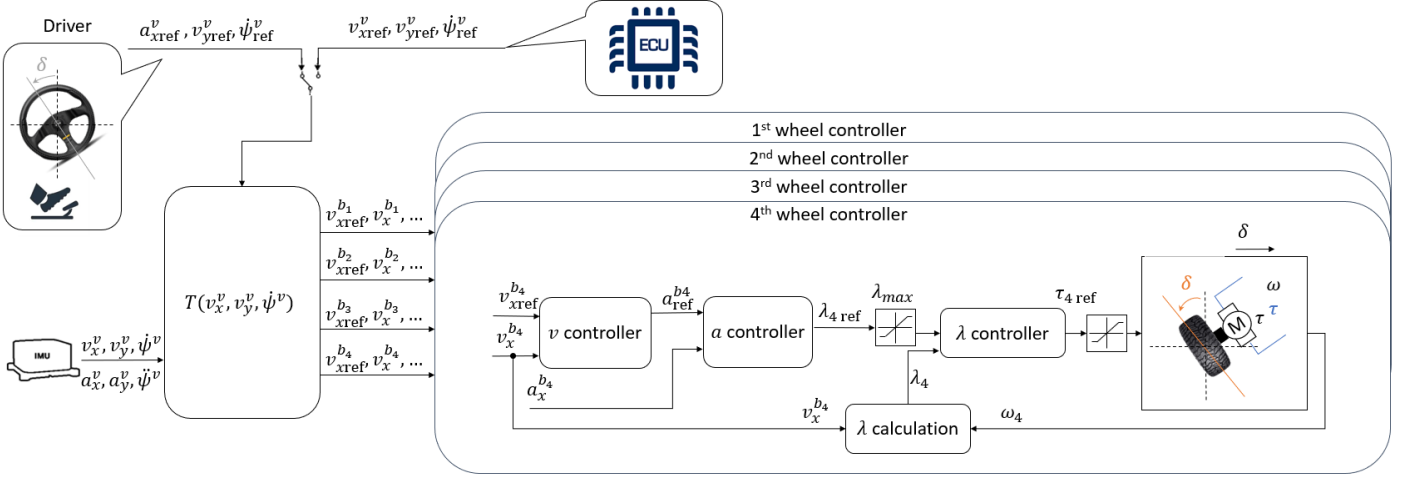 Driver
δ
a^v_xref , v^v_yref, ψ̇^v_ref
v^v_xref, v^v_yref, ψ̇^v_ref
ECU
1st wheel controller
2nd wheel controller
3rd wheel controller
4th wheel controller
T(v^v_x, v^v_y, ψ̇^v)
IMU
v^v_x, v^v_y, ψ̇^v
a^v_x, a^v_y, ψ̈^v
v^b1_xref, v^b1_x, ...
v^b2_xref, v^b2_x, ...
v^b3_xref, v^b3_x, ...
v^b4_xref, v^b4_x, ...
v^b4_xref
v^b4_x
v controller
a^b4_ref
a^b4_x
a controller
λ4 ref
λmax
λ controller
τ4 ref
δ
δ
ω
τ
τ
M
λ4
v^b4_x
λ calculation
ω4